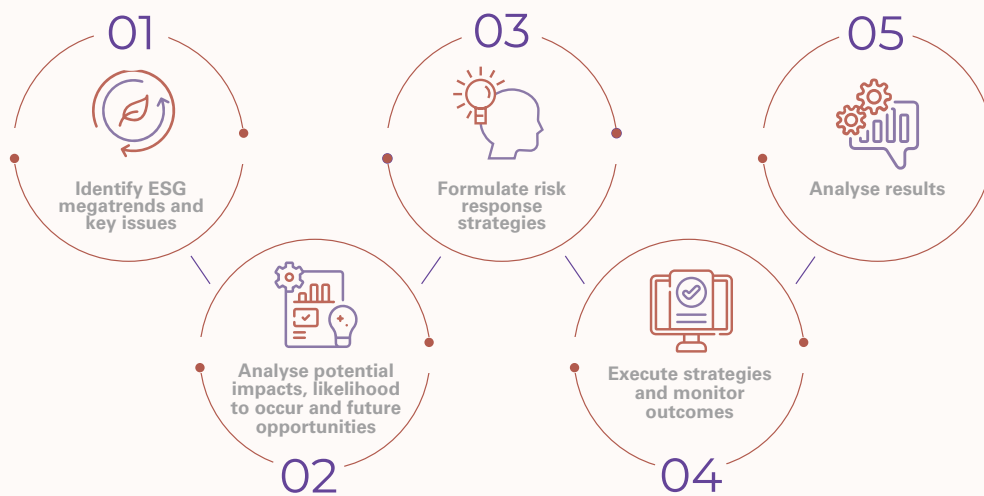 01
Identify ESG
megatrends and
key issues
02
Analyse potential
impacts, likelihood
to occur and future
opportunities
03
Formulate risk
response
strategies
04
Execute strategies
and monitor
outcomes
05
Analyse results